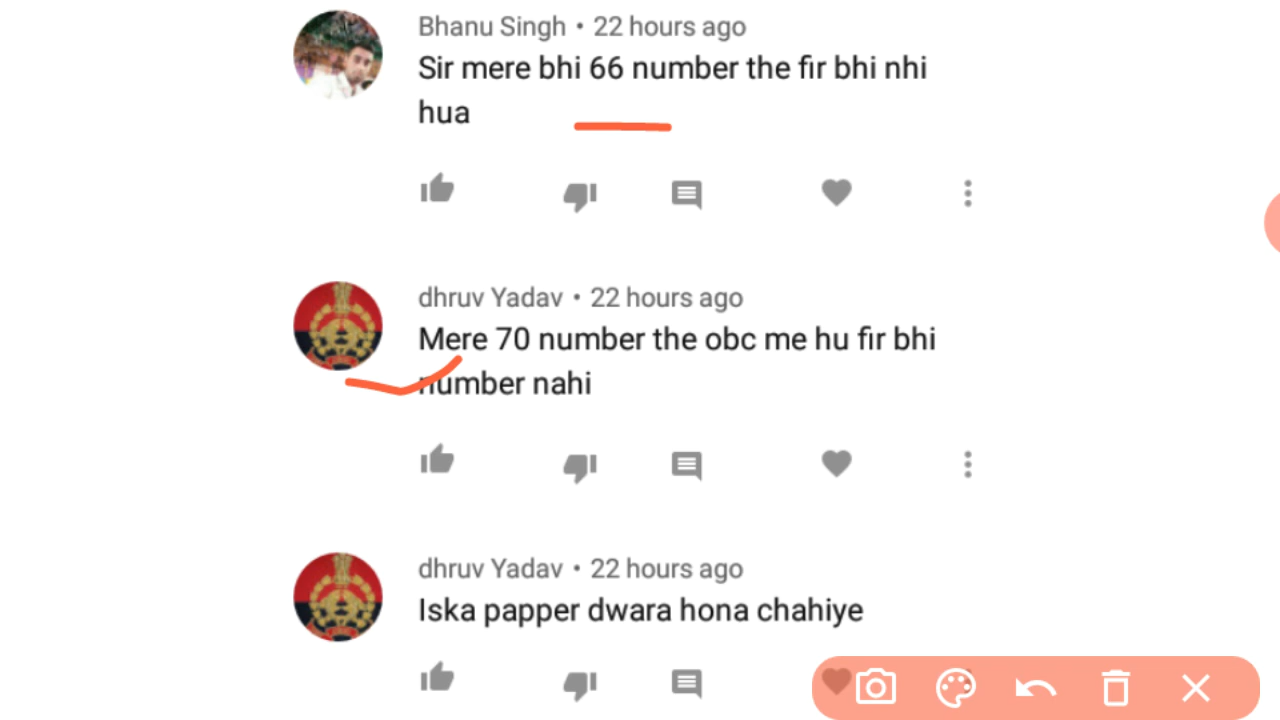 Bhanu Singh • 22 hours ago
Sir mere bhi 66 number the fir bhi nhi
hua
dhruv Yadav • 22 hours ago
Mere 70 number the obc me hu fir bhi
number nahi
dhruv Yadav • 22 hours ago
Iska papper dwara hona chahiye